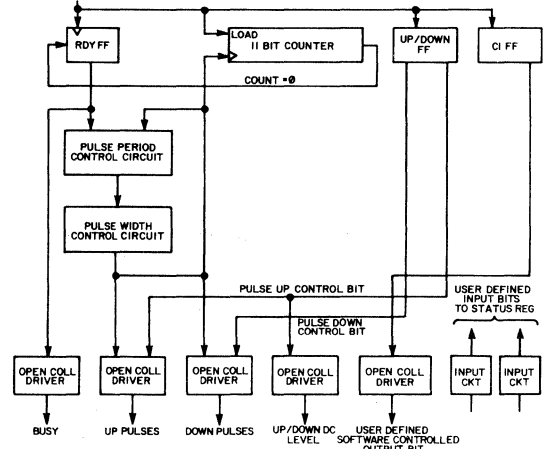 RDY FF
LOAD
11 BIT COUNTER
UP/DOWN
FF
CI FF
COUNT =Ø
PULSE PERIOD
CONTROL CIRCUIT
PULSE WIDTH
CONTROL CIRCUIT
PULSE UP CONTROL BIT
PULSE DOWN
CONTROL BIT
USER DEFINED
INPUT BITS
TO STATUS REG
OPEN COLL
DRIVER
OPEN COLL
DRIVER
OPEN COLL
DRIVER
OPEN COLL
DRIVER
OPEN COLL
DRIVER
INPUT
CKT
INPUT
CKT
BUSY
UP PULSES
DOWN PULSES
UP/DOWN DC
LEVEL
USER DEFINED
SOFTWARE CONTROLLED
OUTPUT BIT